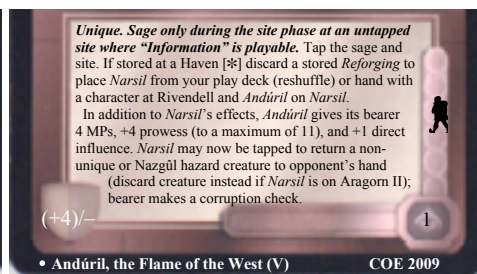 Unique. Sage only during the site phase at an untapped
site where “Information” is playable. Tap the sage and
site. If stored at a Haven [✻] discard a stored Reforging to
place Narsil from your play deck (reshuffle) or hand with
a character at Rivendell and Andúril on Narsil.
In addition to Narsil’s effects, Andúril gives its bearer
4 MPs, +4 prowess (to a maximum of 11), and +1 direct
influence. Narsil may now be tapped to return a non-
unique or Nazgûl hazard creature to opponent’s hand
(discard creature instead if Narsil is on Aragorn II);
bearer makes a corruption check.
(+4)/–
1
• Andúril, the Flame of the West (V) COE 2009